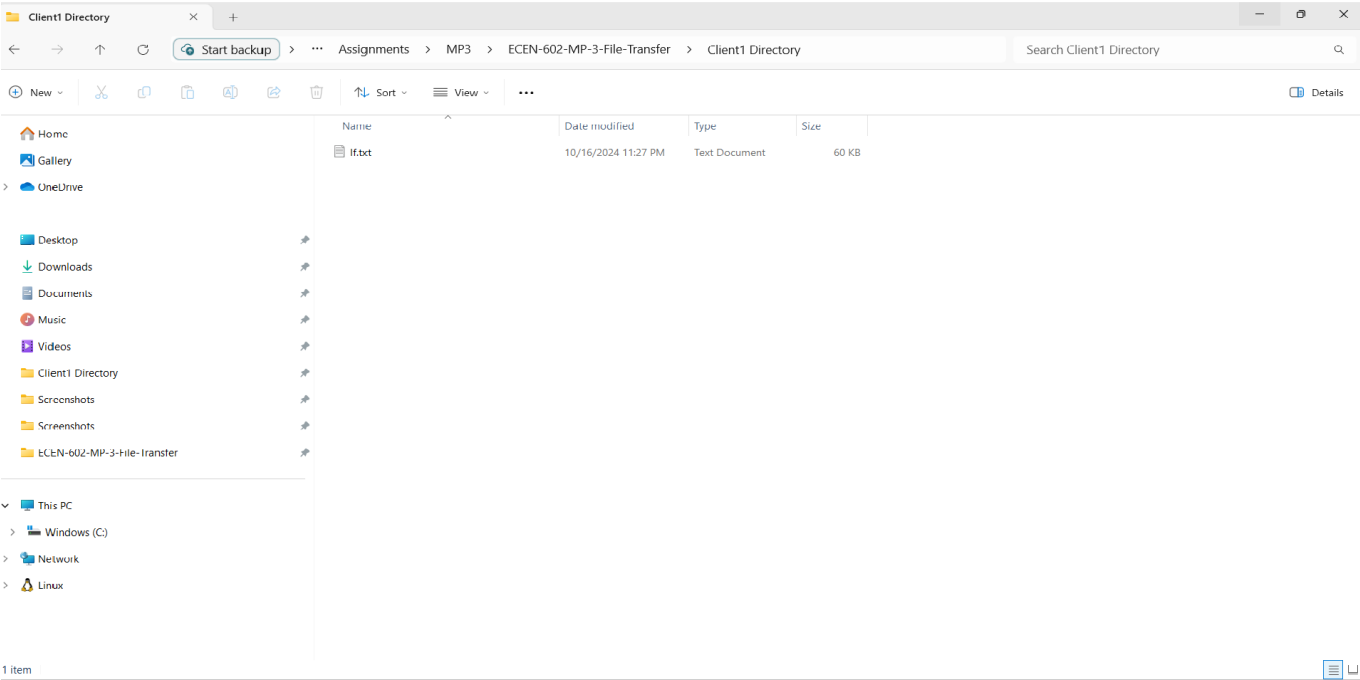 Client1 Directory
Start backup > ... Assignments > MP3 > ECEN-602-MP-3-File-Transfer > Client1 Directory
Search Client1 Directory
New
Sort
View
...
Details
Home
Gallery
OneDrive
Desktop
Downloads
Documents
Music
Videos
Client1 Directory
Screenshots
Screenshots
ECEN-602-MP-3-File-Transfer
This PC
Windows (C:)
Network
Linux
Name Date modified Type Size
lf.txt 10/16/2024 11:27 PM Text Document 60 KB
1 item